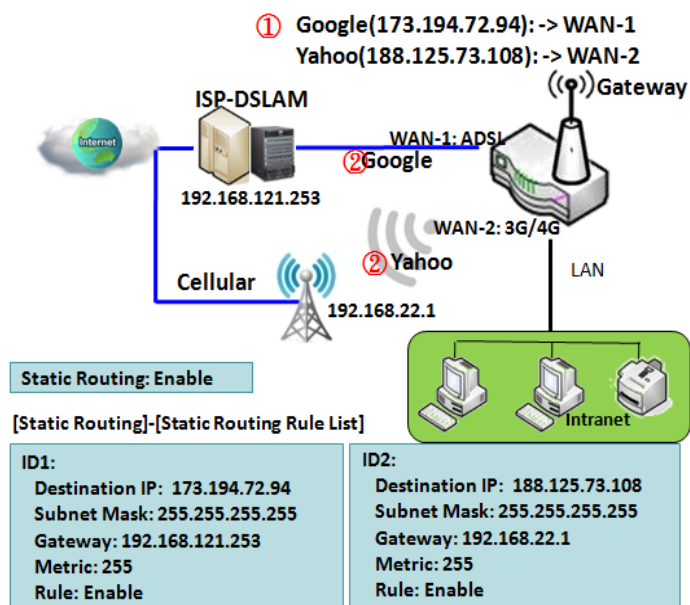 ① Google(173.194.72.94): -> WAN-1
Yahoo(188.125.73.108): -> WAN-2
Gateway
ISP-DSLAM
Internet
WAN-1: ADSL
② Google
192.168.121.253
WAN-2: 3G/4G
② Yahoo
LAN
Cellular
192.168.22.1
Static Routing: Enable
Intranet
[Static Routing]-[Static Routing Rule List]
ID1:
Destination IP: 173.194.72.94
Subnet Mask: 255.255.255.255
Gateway: 192.168.121.253
Metric: 255
Rule: Enable
ID2:
Destination IP: 188.125.73.108
Subnet Mask: 255.255.255.255
Gateway: 192.168.22.1
Metric: 255
Rule: Enable